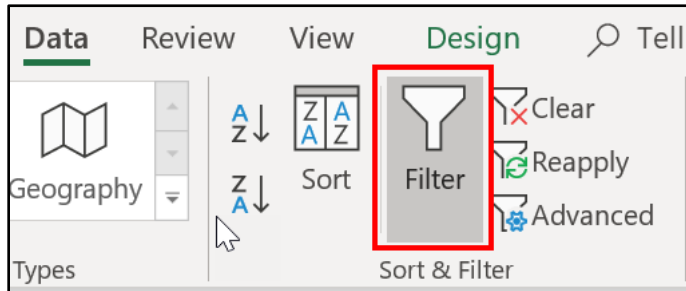 Data Review View Design Tell
Geography
A
Z
Z
A
Z A
A Z
Sort
Filter
Clear
Reapply
Advanced
Types
Sort & Filter